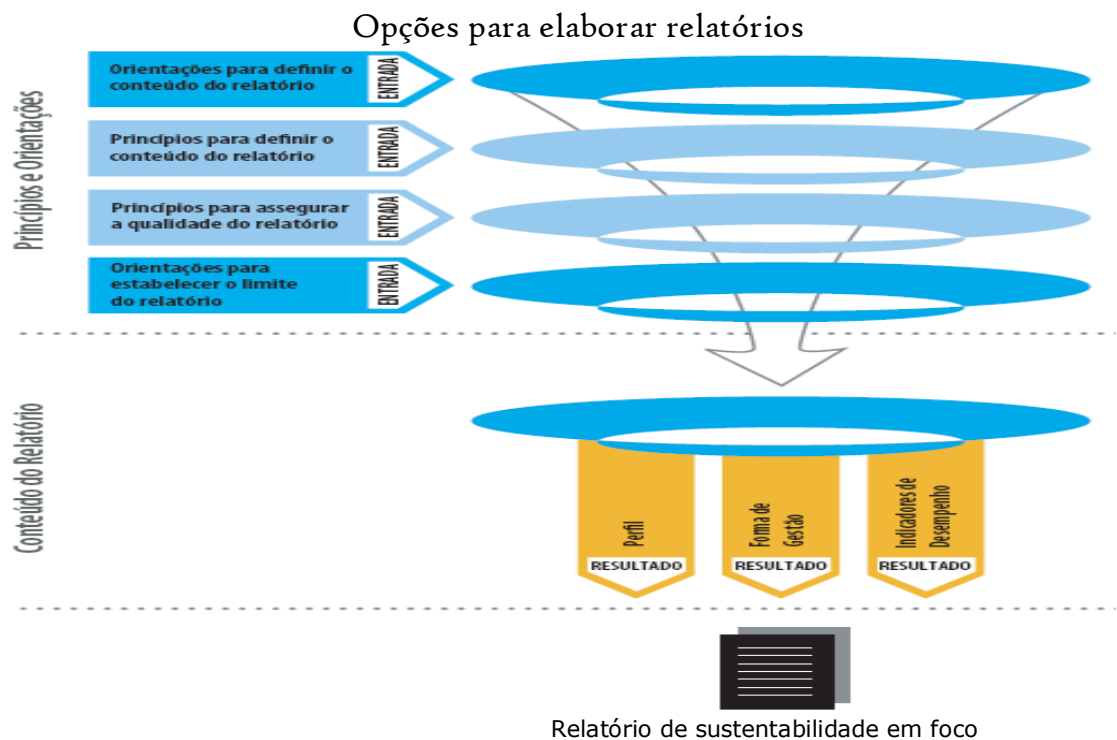 Opções para elaborar relatórios
Princípios e Orientações
Orientações para definir o
conteúdo do relatório
ENTRADA
Princípios para definir o
conteúdo do relatório
ENTRADA
Princípios para assegurar
a qualidade do relatório
ENTRADA
Orientações para
estabelecer o limite
do relatório
ENTRADA
Conteúdo do Relatório
Perfil
RESULTADO
Forma de
Gestão
RESULTADO
Indicadores de
Desempenho
RESULTADO
Relatório de sustentabilidade em foco